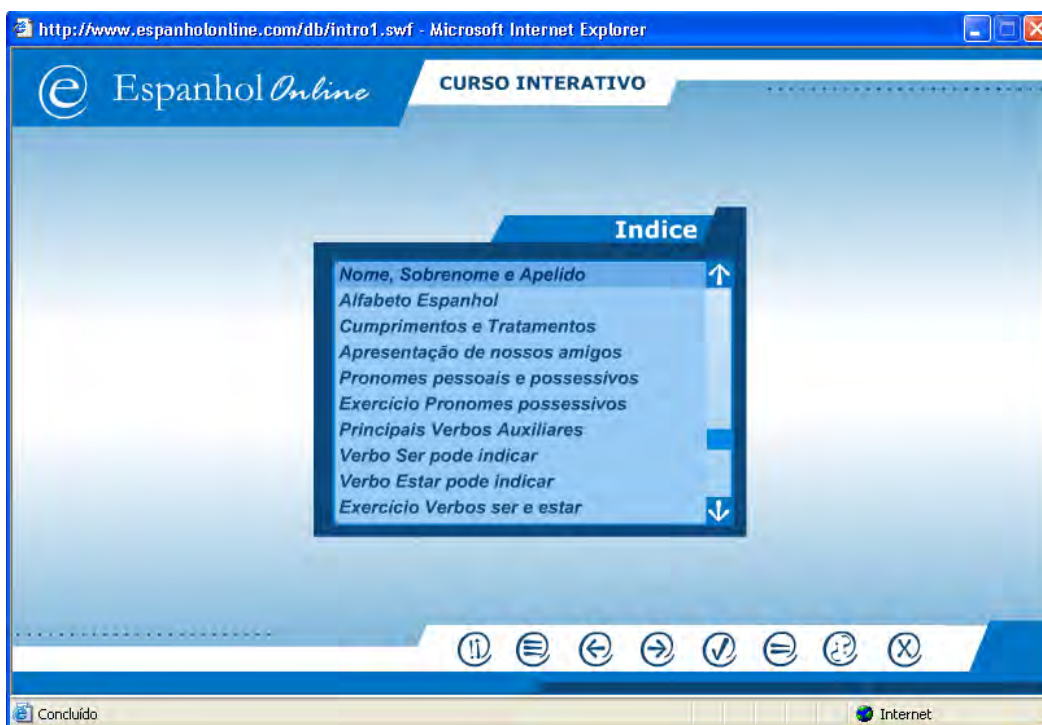 http://www.espanholonline.com/db/intro1.swf - Microsoft Internet Explorer
e Espanhol Online
CURSO INTERATIVO
Indice
Nome, Sobrenome e Apelido
Alfabeto Espanhol
Cumprimentos e Tratamentos
Apresentação de nossos amigos
Pronomes pessoais e possessivos
Exercício Pronomes possessivos
Principais Verbos Auxiliares
Verbo Ser pode indicar
Verbo Estar pode indicar
Exercício Verbos ser e estar
Concluído
Internet